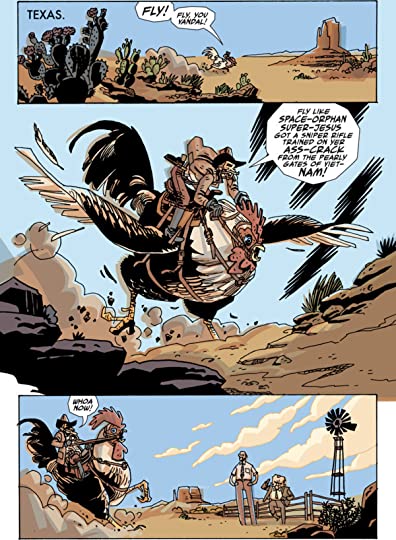 TEXAS.
FLY!
FLY, YOU
VANDAL!
FLY LIKE
SPACE-ORPHAN
SUPER-JESUS
GOT A SNIPER RIFLE
TRAINED ON YER
ASS-CRACK
FROM THE PEARLY
GATES OF VIET-
NAM!
WHOA
NOW!